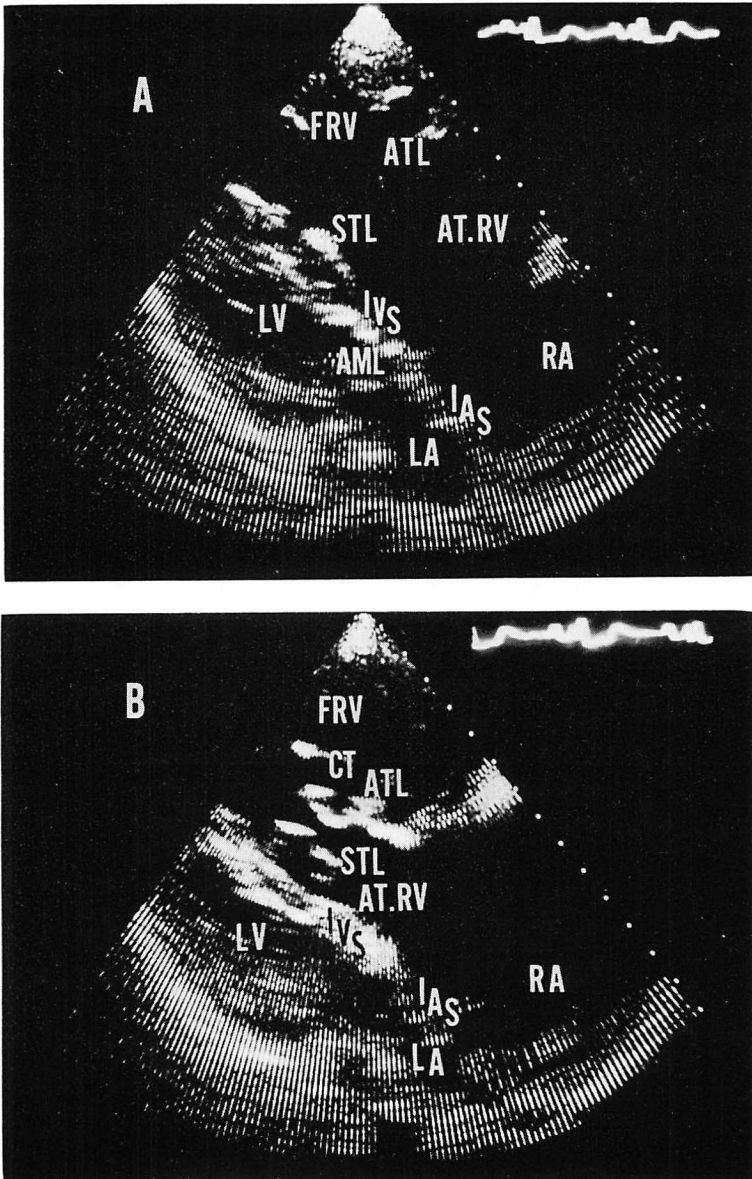 A
FRV
ATL
STL
AT.RV
LV
IVS
RA
AML
IAS
LA
B
FRV
CT
ATL
STL
AT.RV
LV
IVS
RA
IAS
LA